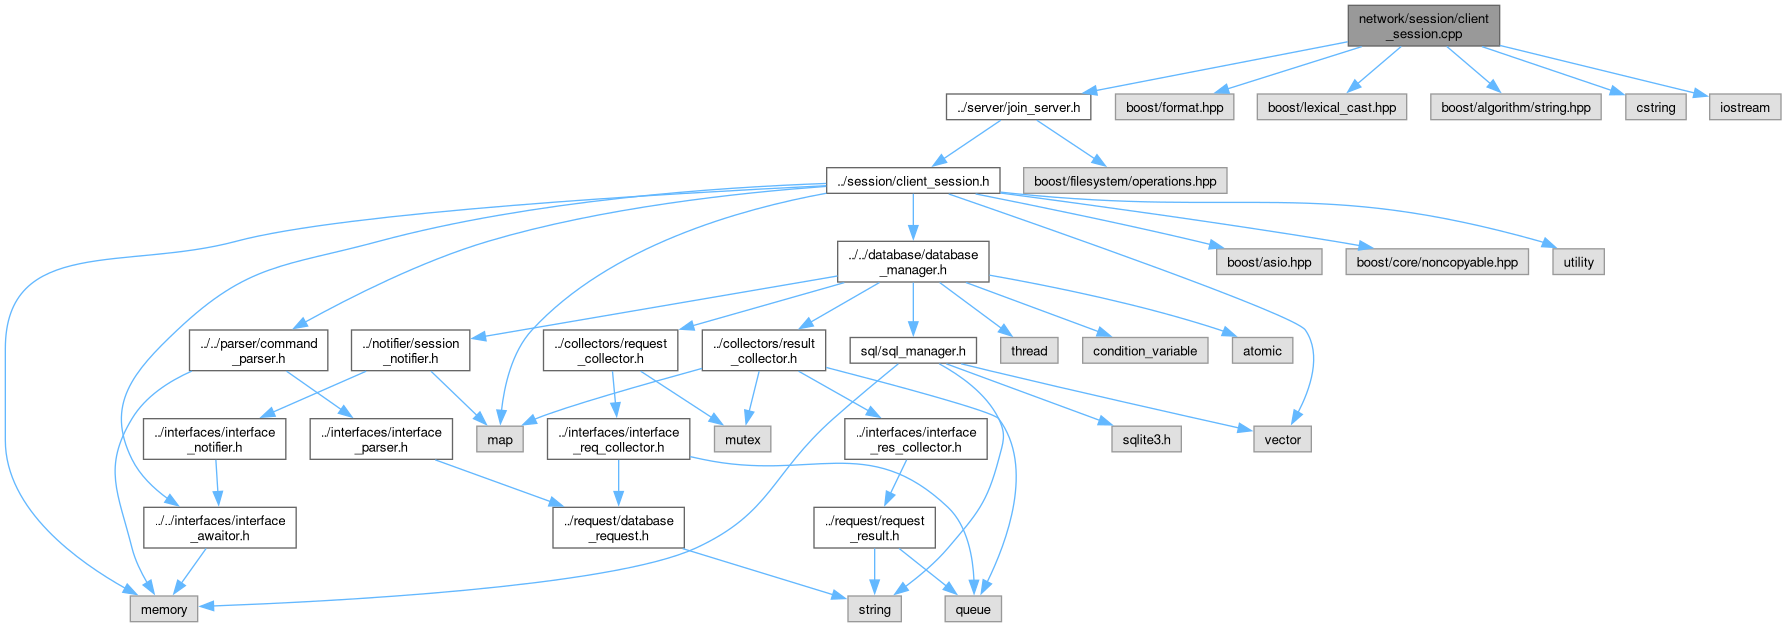 network/session/client
_session.cpp
../server/join_server.h
boost/format.hpp
boost/lexical_cast.hpp
boost/algorithm/string.hpp
cstring
iostream
../session/client_session.h
boost/filesystem/operations.hpp
../../database/database
_manager.h
boost/asio.hpp
boost/core/noncopyable.hpp
utility
../../parser/command
_parser.h
../notifier/session
_notifier.h
../collectors/request
_collector.h
../collectors/result
_collector.h
sql/sql_manager.h
thread
condition_variable
atomic
../interfaces/interface
_notifier.h
../interfaces/interface
_parser.h
map
../interfaces/interface
_req_collector.h
mutex
../interfaces/interface
_res_collector.h
sqlite3.h
vector
../../interfaces/interface
_awaitor.h
../request/database
_request.h
../request/request
_result.h
memory
string
queue